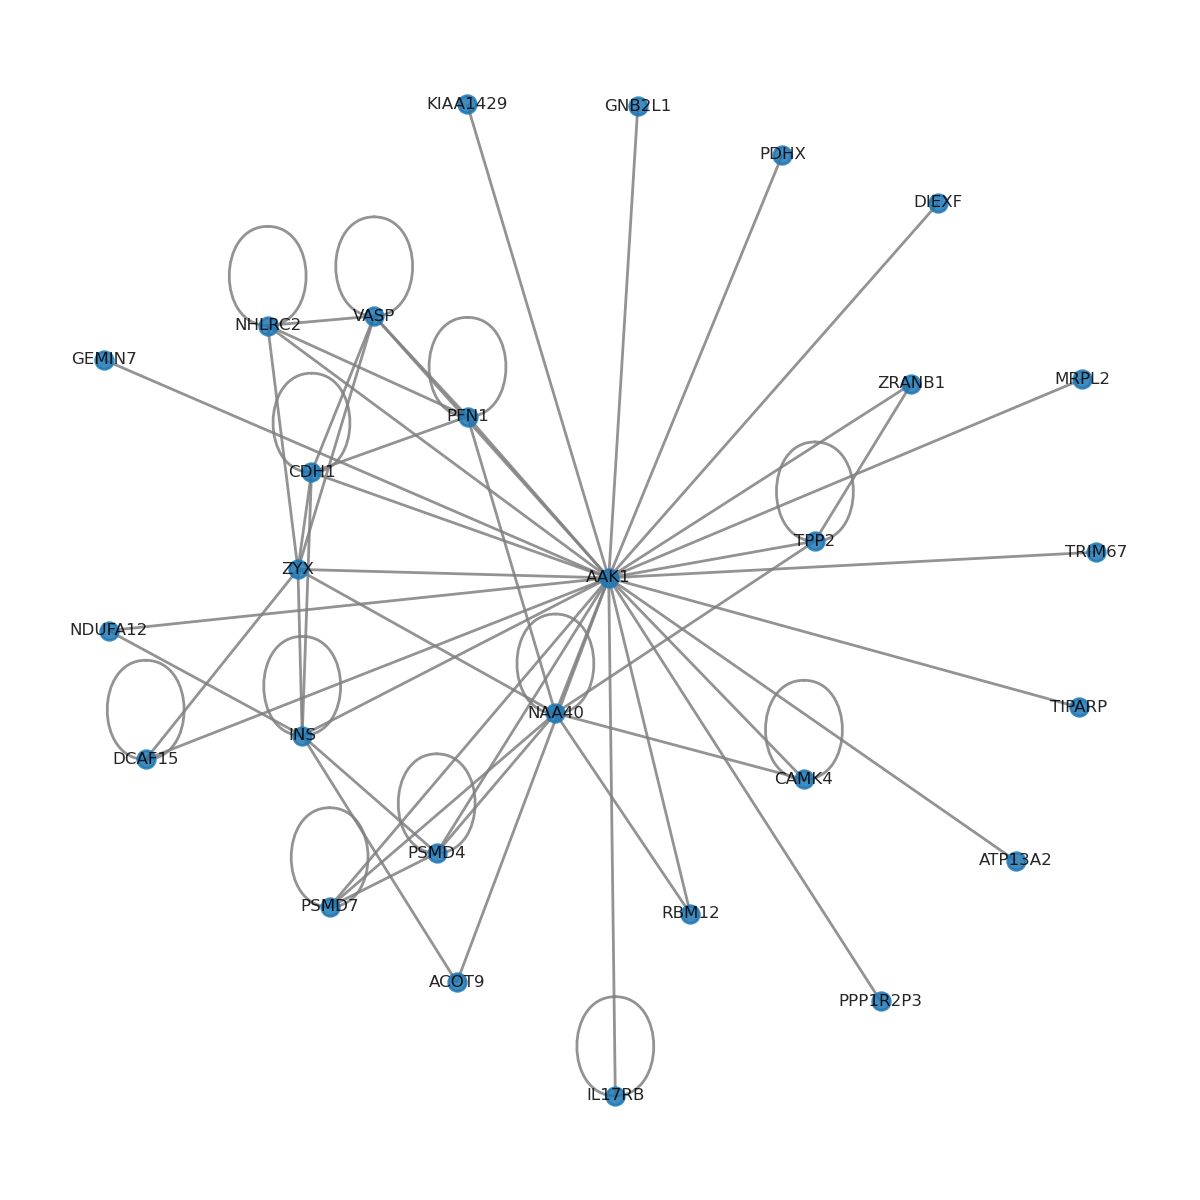 KIAA1429
GNB2L1
PDHX
DIEXF
VASP
NHLRC2
GEMIN7
MRPL2
ZRANB1
PFN1
CDH1
TPP2
TRIM67
ZYX
AAK1
NDUFA12
TIPARP
NAA40
INS
DCAF15
CAMK4
PSMD4
ATP13A2
PSMD7
RBM12
ACOT9
PPP1R2P3
IL17RB